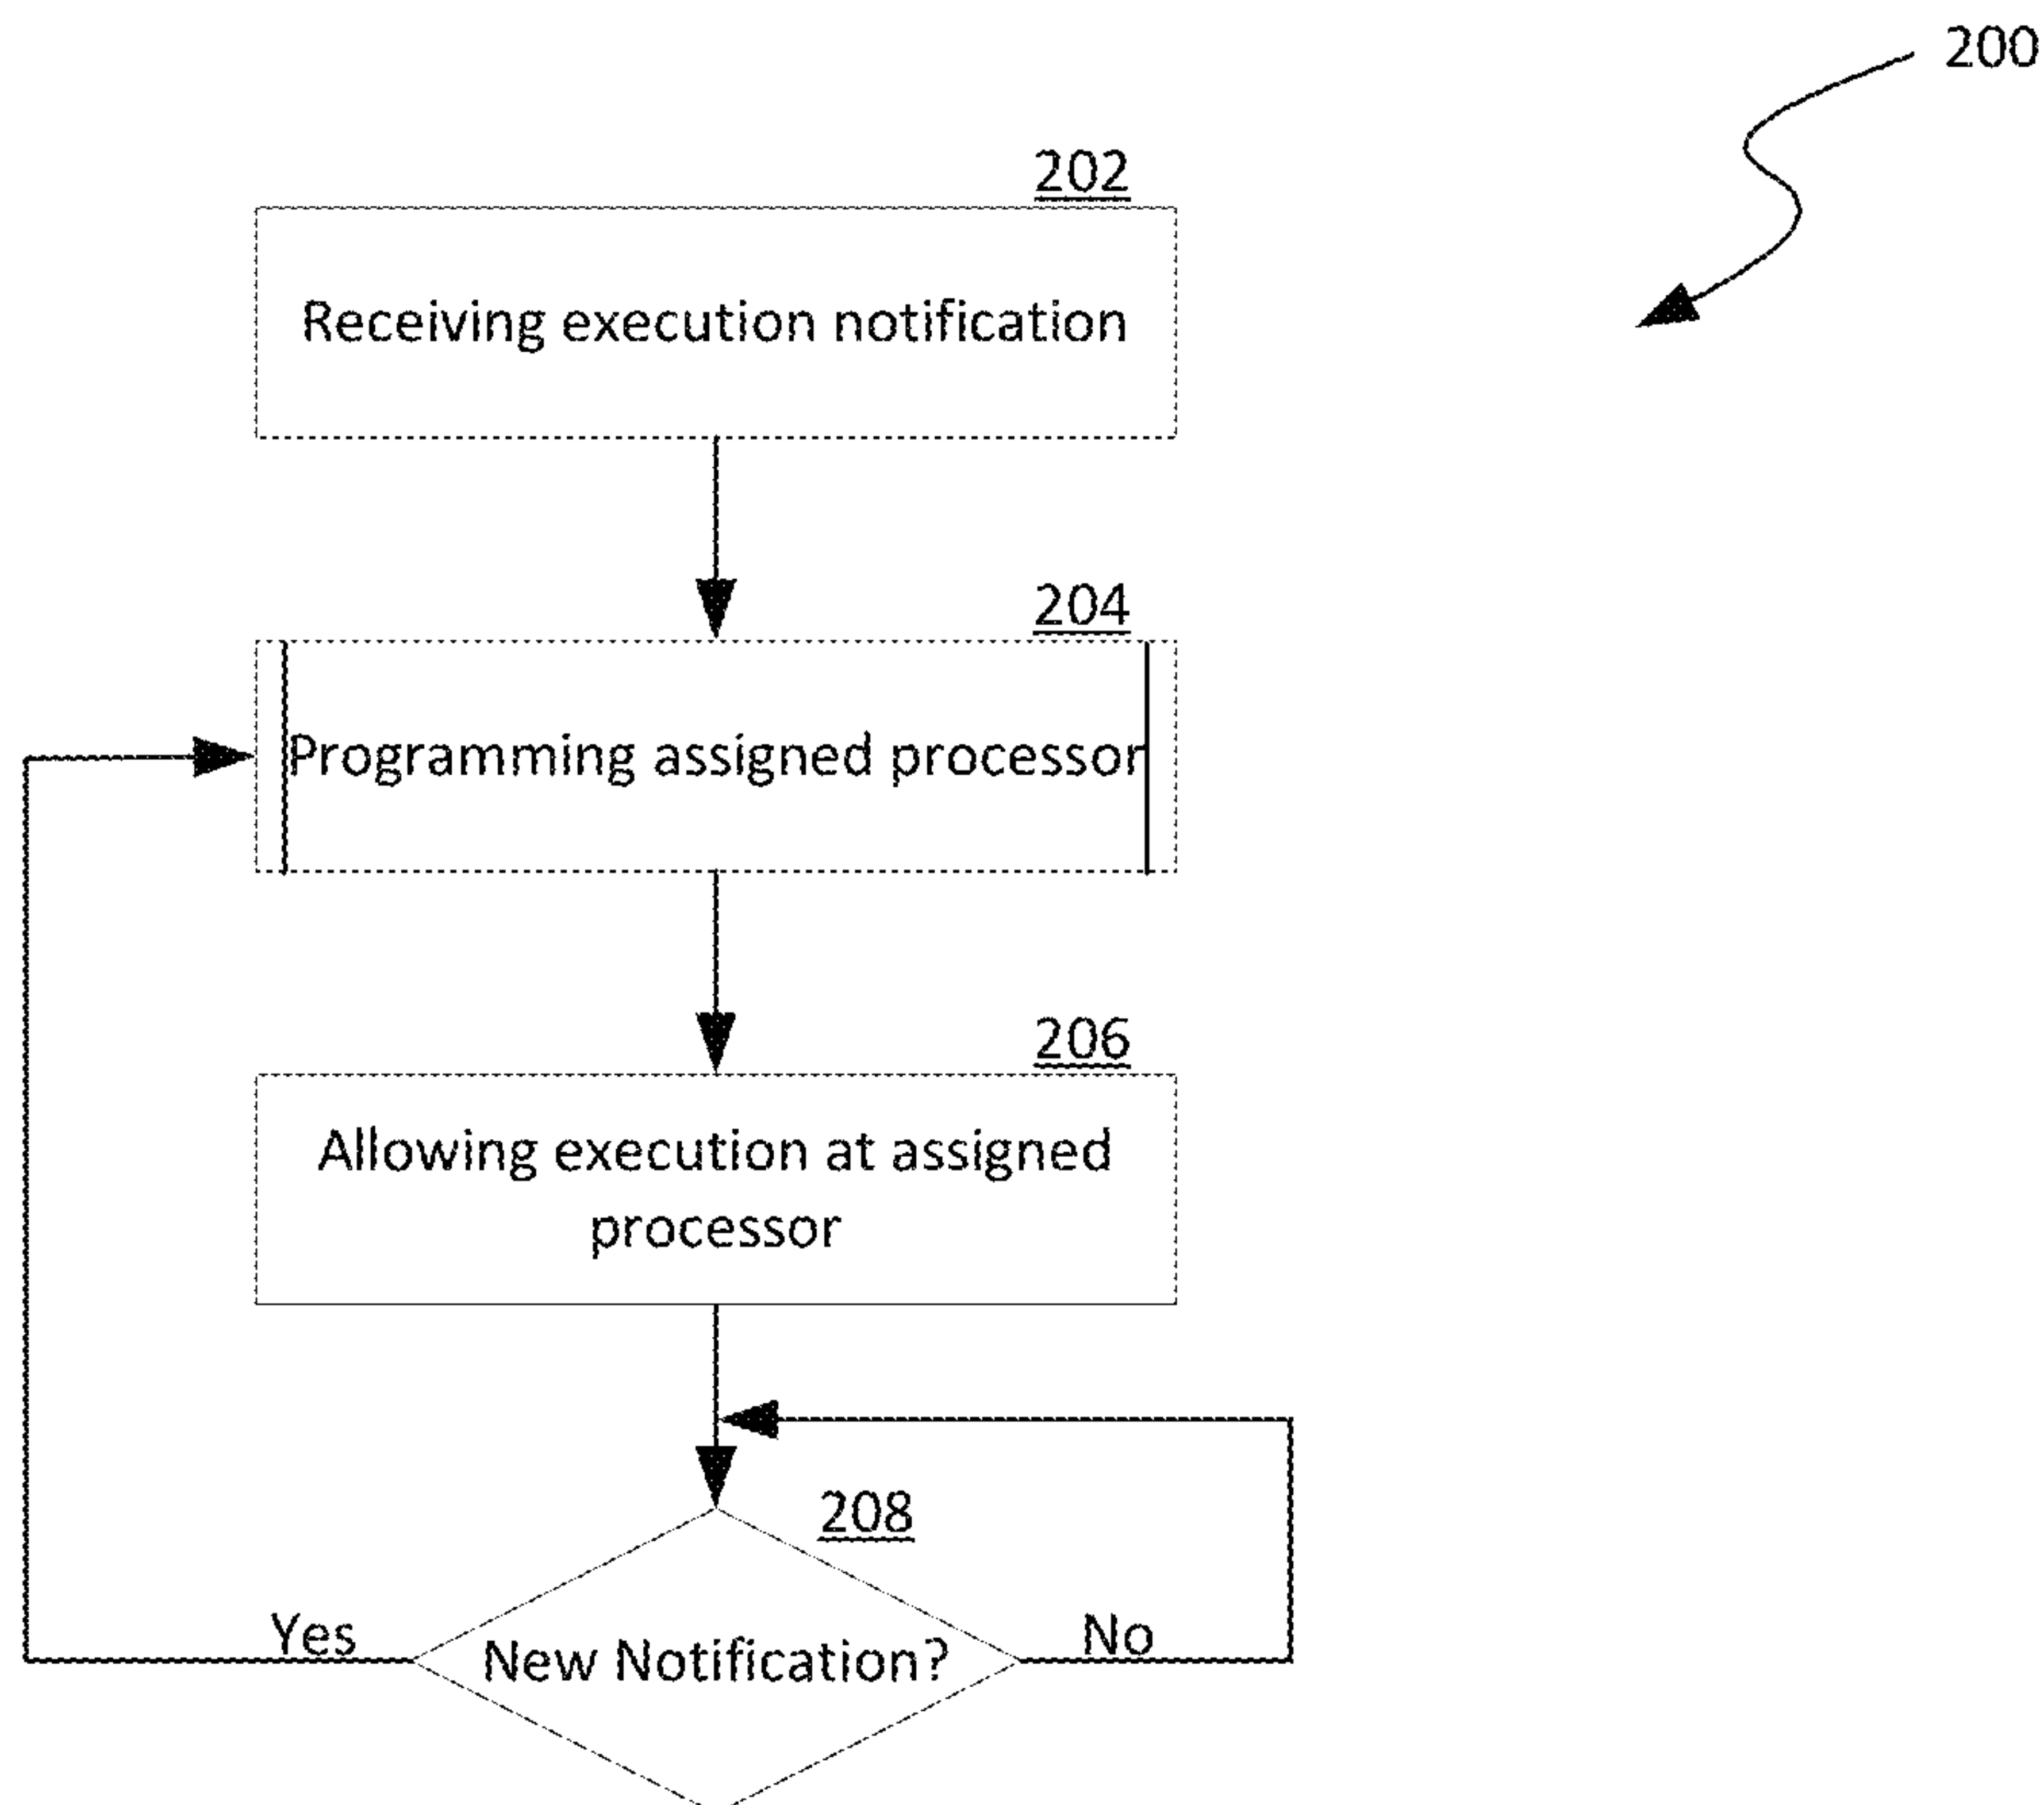 200
202
Receiving execution notification
204
Programming assigned processor
206
Allowing execution at assigned
processor
208
Yes
New Notification?
No